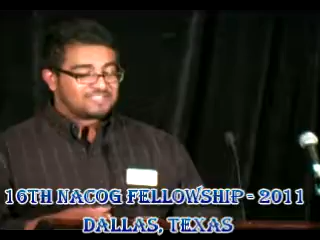 16TH NACOG FELLOWSHIP - 2011
DALLAS, TEXAS